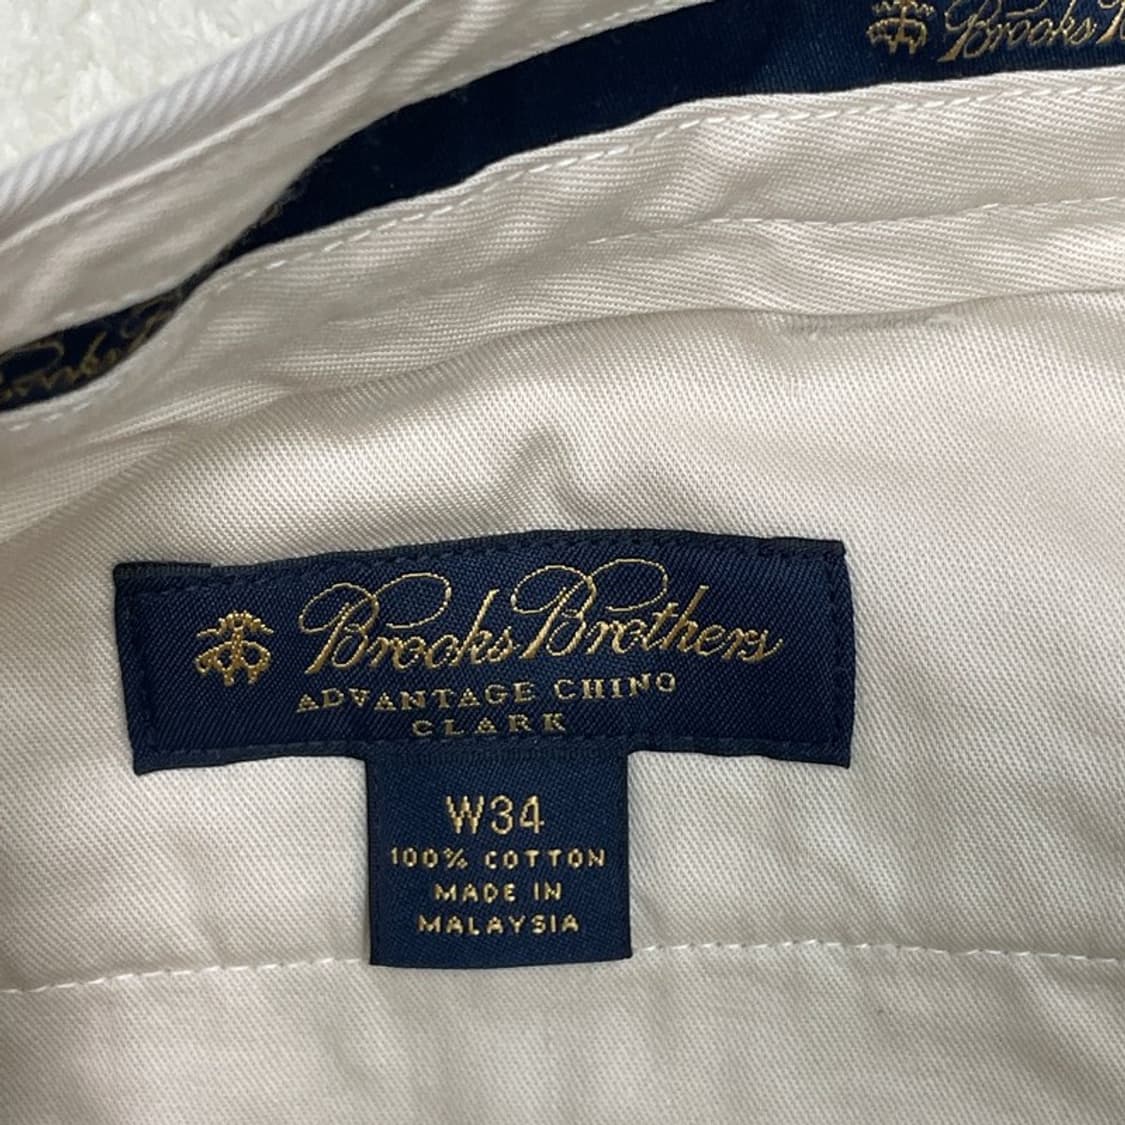 Brooks
Brothers
ADVANTAGE CHINO
CLARK
W34
100% COTTON
MADE IN
MALAYSIA